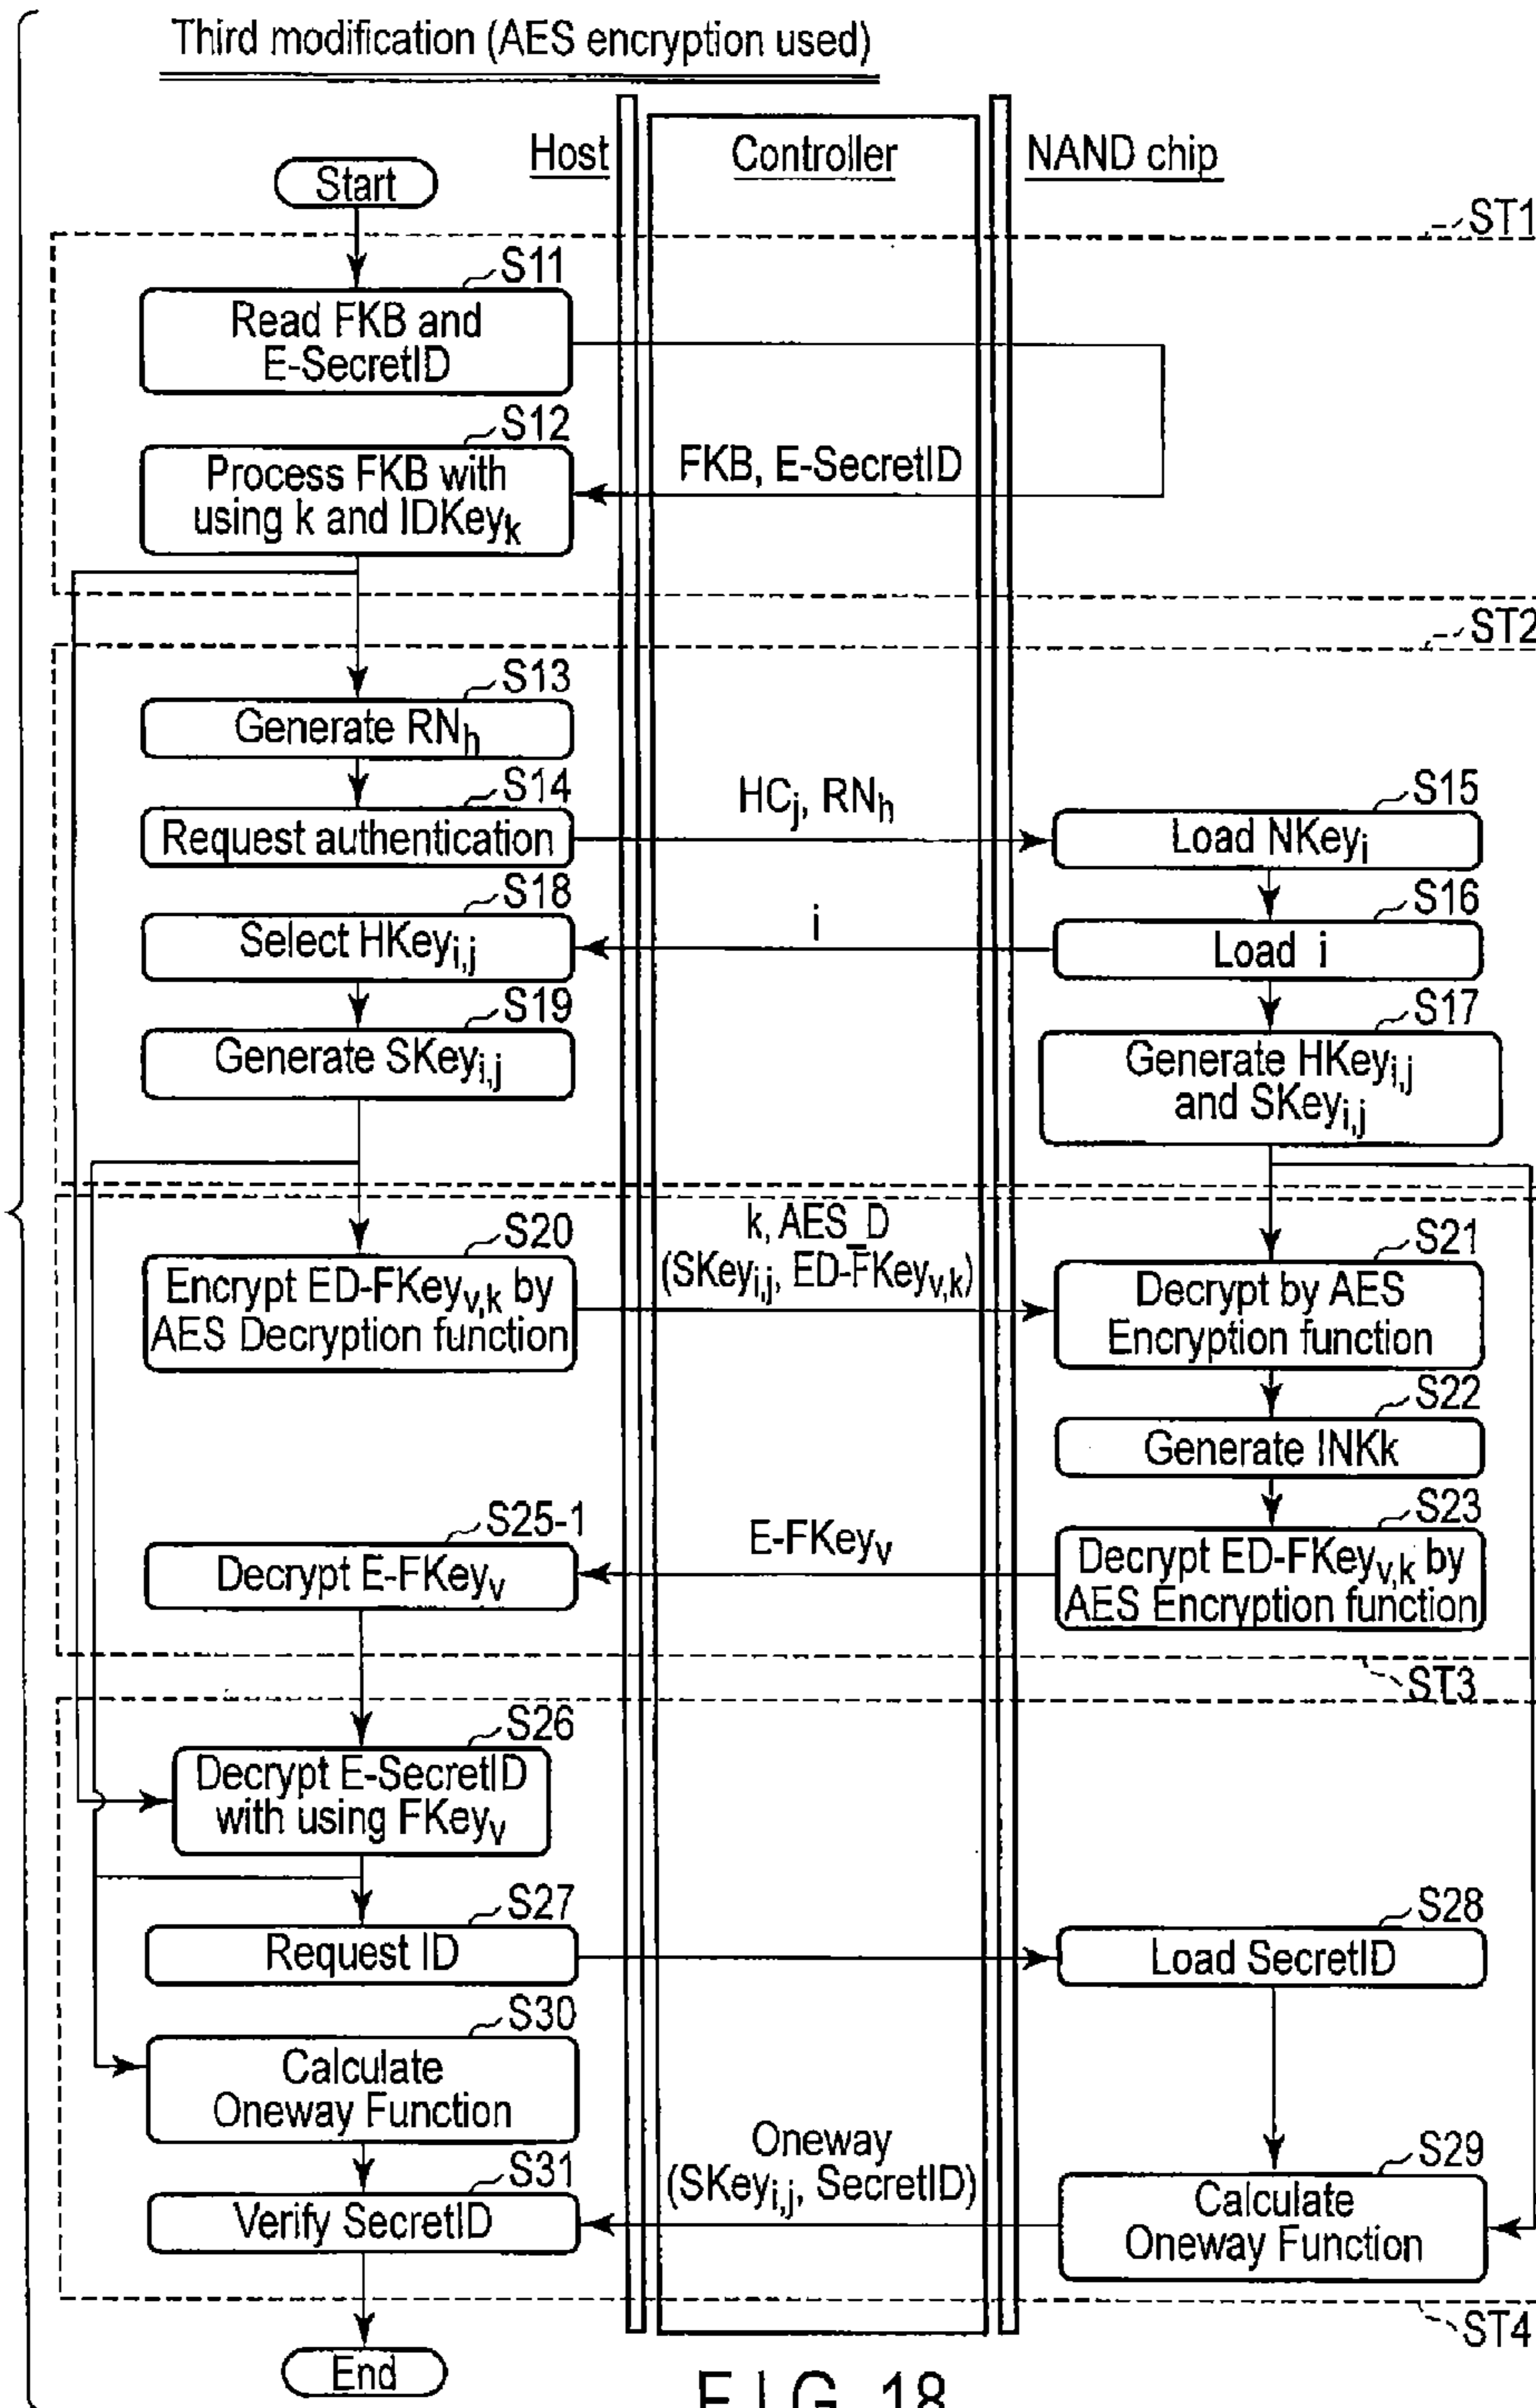 Third modification (AES encryption used)
Host
Controller
NAND chip
Start
ST1
S11
Read FKB and
E-SecretID
S12
Process FKB with
using k and IDKeyk
FKB, E-SecretID
ST2
S13
Generate RNh
S14
Request authentication
HCj, RNh
S15
Load NKeyi
S18
Select HKeyi,j
i
S16
Load i
S19
Generate SKeyi,j
S17
Generate HKeyi,j
and SKeyi,j
S20
Encrypt ED-FKeyv,k by
AES Decryption function
k, AES_D
(SKeyi,j, ED-FKeyv,k)
S21
Decrypt by AES
Encryption function
S22
Generate INKk
S25-1
Decrypt E-FKeyv
E-FKeyv
S23
Decrypt ED-FKeyv,k by
AES Encryption function
ST3
S26
Decrypt E-SecretID
with using FKeyv
S27
Request ID
S28
Load SecretID
S30
Calculate
Oneway Function
S31
Verify SecretID
Oneway
(SKeyi,j, SecretID)
S29
Calculate
Oneway Function
ST4
End
FIG. 18